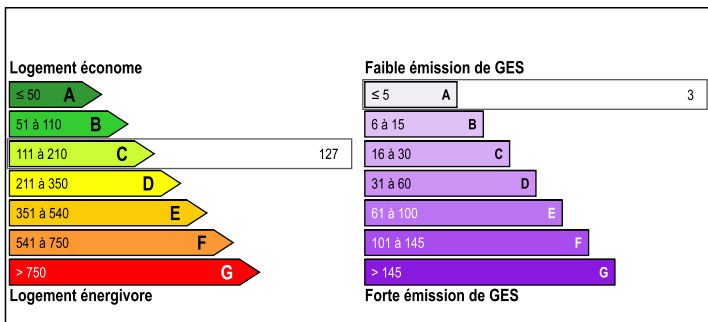 Logement économe
≤ 50 A
51 à 110 B
111 à 210 C 127
211 à 350 D
351 à 540 E
541 à 750 F
> 750 G
Logement énergivore
Faible émission de GES
≤ 5 A 3
6 à 15 B
16 à 30 C
31 à 60 D
61 à 100 E
101 à 145 F
> 145 G
Forte émission de GES